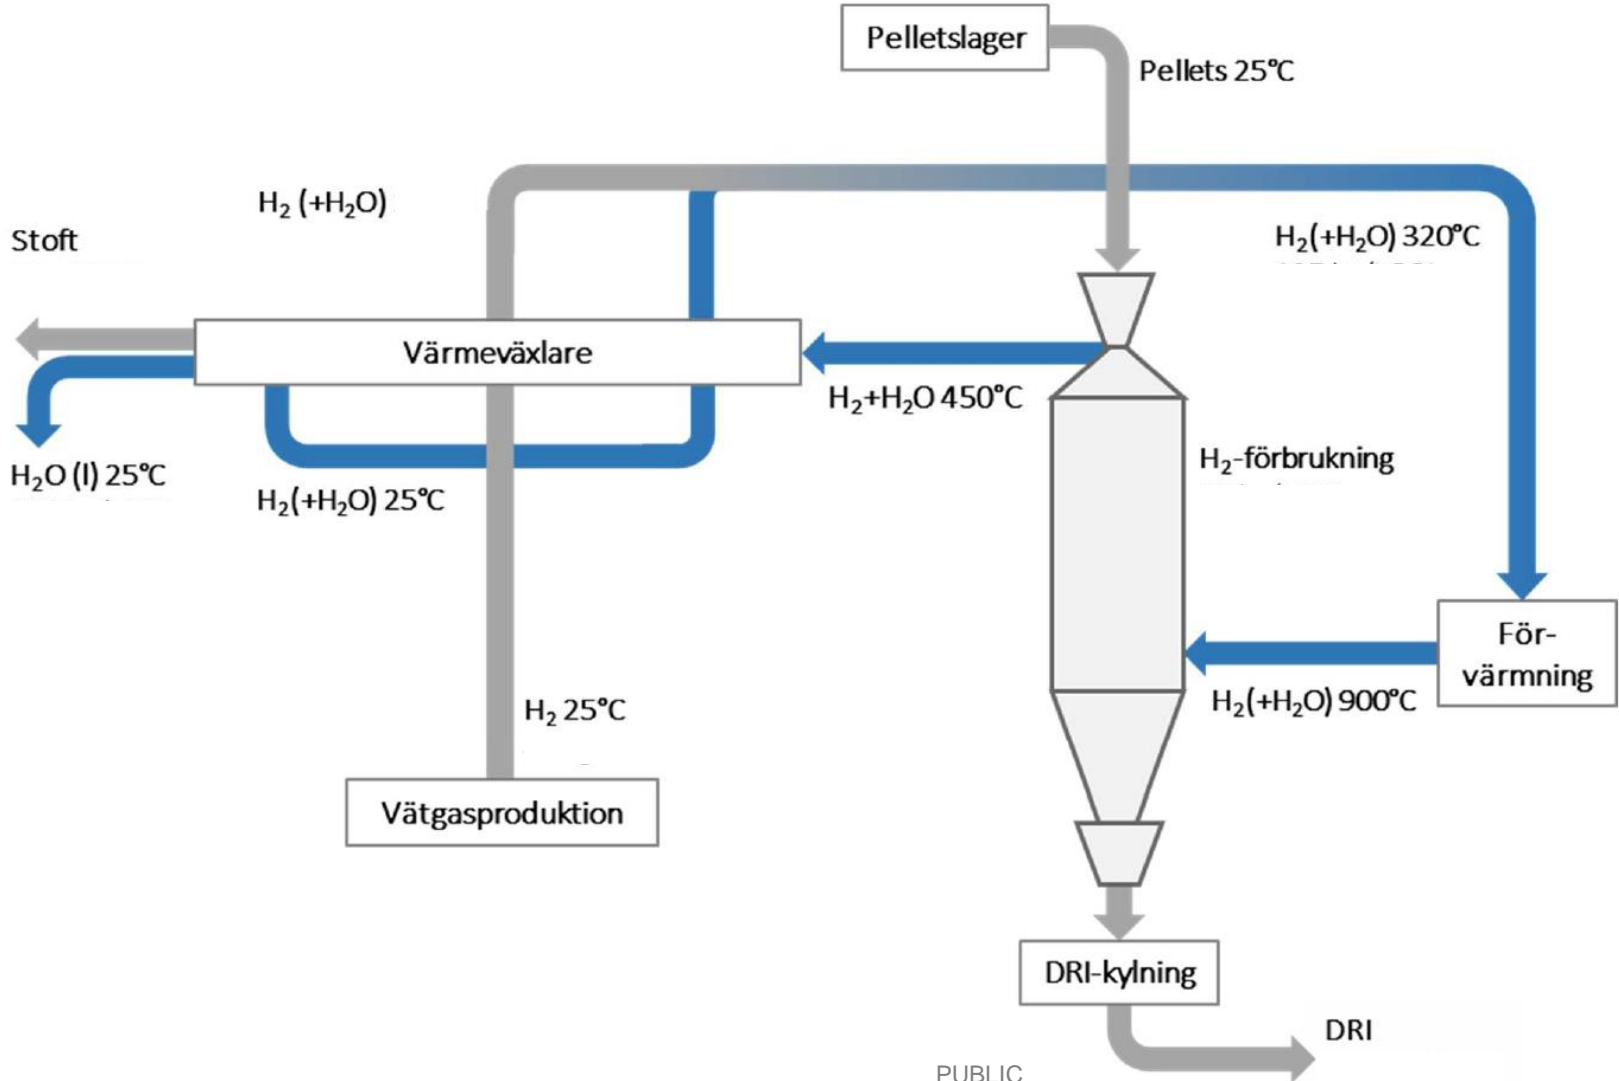 Pelletslager
Pellets 25°C
H₂ (+H₂O)
Stoft
H₂(+H₂O) 320°C
Värmeväxlare
H₂+H₂O 450°C
H₂-förbrukning
H₂O (l) 25°C
H₂(+H₂O) 25°C
För-
värmning
H₂(+H₂O) 900°C
H₂ 25°C
Vätgasproduktion
DRI-kylning
DRI
PUBLIC